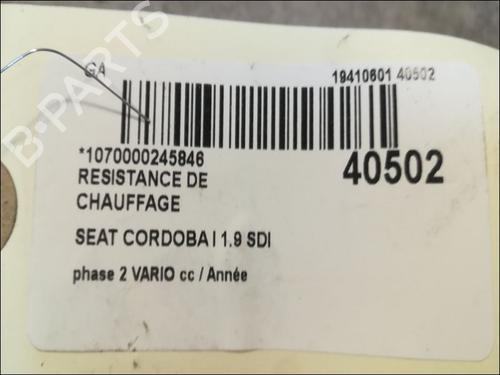 GA
19410601 40502
*1070000245846
40502
RESISTANCE DE
CHAUFFAGE
SEAT CORDOBA I 1.9 SDI
phase 2 VARIO cc / Année
B-PARTS